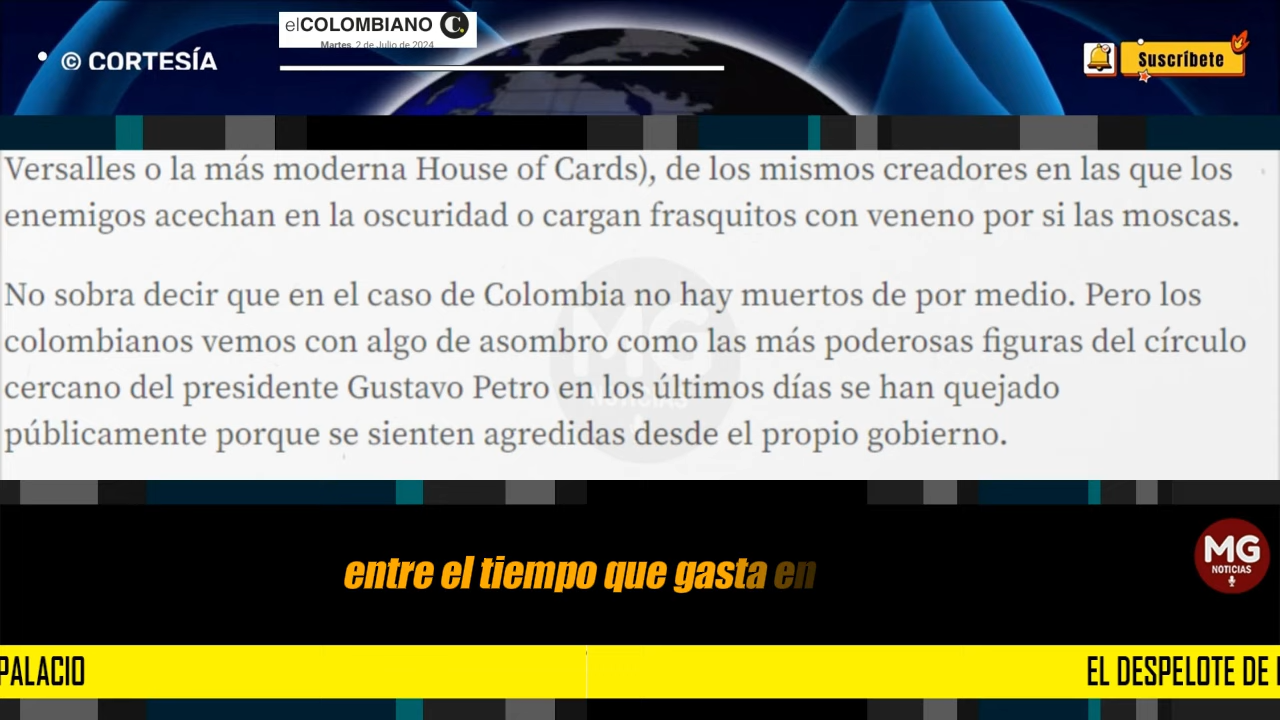 elCOLOMBIANO C
Martes, 2 de Julio de 2024
© CORTESÍA
Suscríbete
Versalles o la más moderna House of Cards), de los mismos creadores en las que los
enemigos acechan en la oscuridad o cargan frasquitos con veneno por si las moscas.
No sobra decir que en el caso de Colombia no hay muertos de por medio. Pero los
colombianos vemos con algo de asombro como las más poderosas figuras del círculo
cercano del presidente Gustavo Petro en los últimos días se han quejado
públicamente porque se sienten agredidas desde el propio gobierno.
MG
NOTICIAS
entre el tiempo que gasta en
MG
NOTICIAS
PALACIO
EL DESPELOTE DE